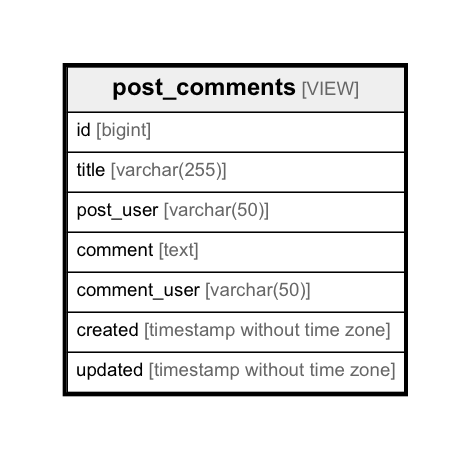 post_comments [VIEW]
id [bigint]
title [varchar(255)]
post_user [varchar(50)]
comment [text]
comment_user [varchar(50)]
created [timestamp without time zone]
updated [timestamp without time zone]